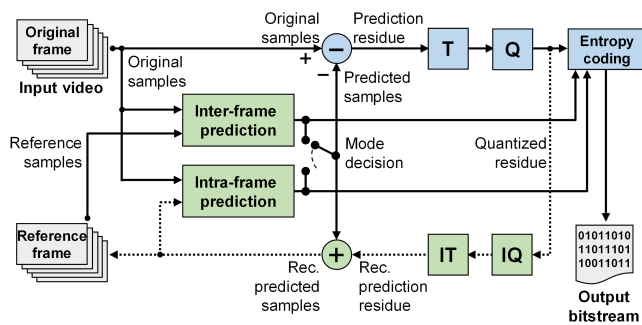 Original
frame
Input video
Original
samples
Original
samples
+
−
−
Prediction
residue
T
Q
Entropy
coding
Predicted
samples
Inter-frame
prediction
Reference
samples
Mode
decision
Quantized
residue
Intra-frame
prediction
Reference
frame
+
Rec.
predicted
samples
Rec.
prediction
residue
IT
IQ
01011010
11011101
10011011
Output
bitstream